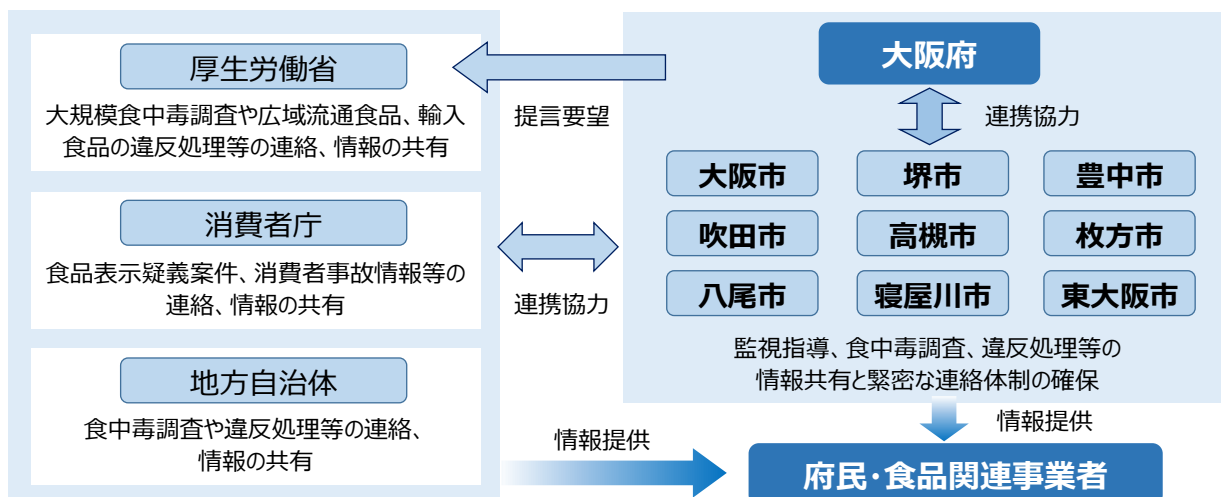 厚生労働省
大規模食中毒調査や広域流通食品、輸入
食品の違反処理等の連絡、情報の共有
消費者庁
食品表示疑義案件、消費者事故情報等の
連絡、情報の共有
地方自治体
食中毒調査や違反処理等の連絡、
情報の共有
提言要望
連携協力
情報提供
大阪府
連携協力
大阪市
堺市
豊中市
吹田市
高槻市
枚方市
八尾市
寝屋川市
東大阪市
監視指導、食中毒調査、違反処理等の
情報共有と緊密な連絡体制の確保
情報提供
府民・食品関連事業者